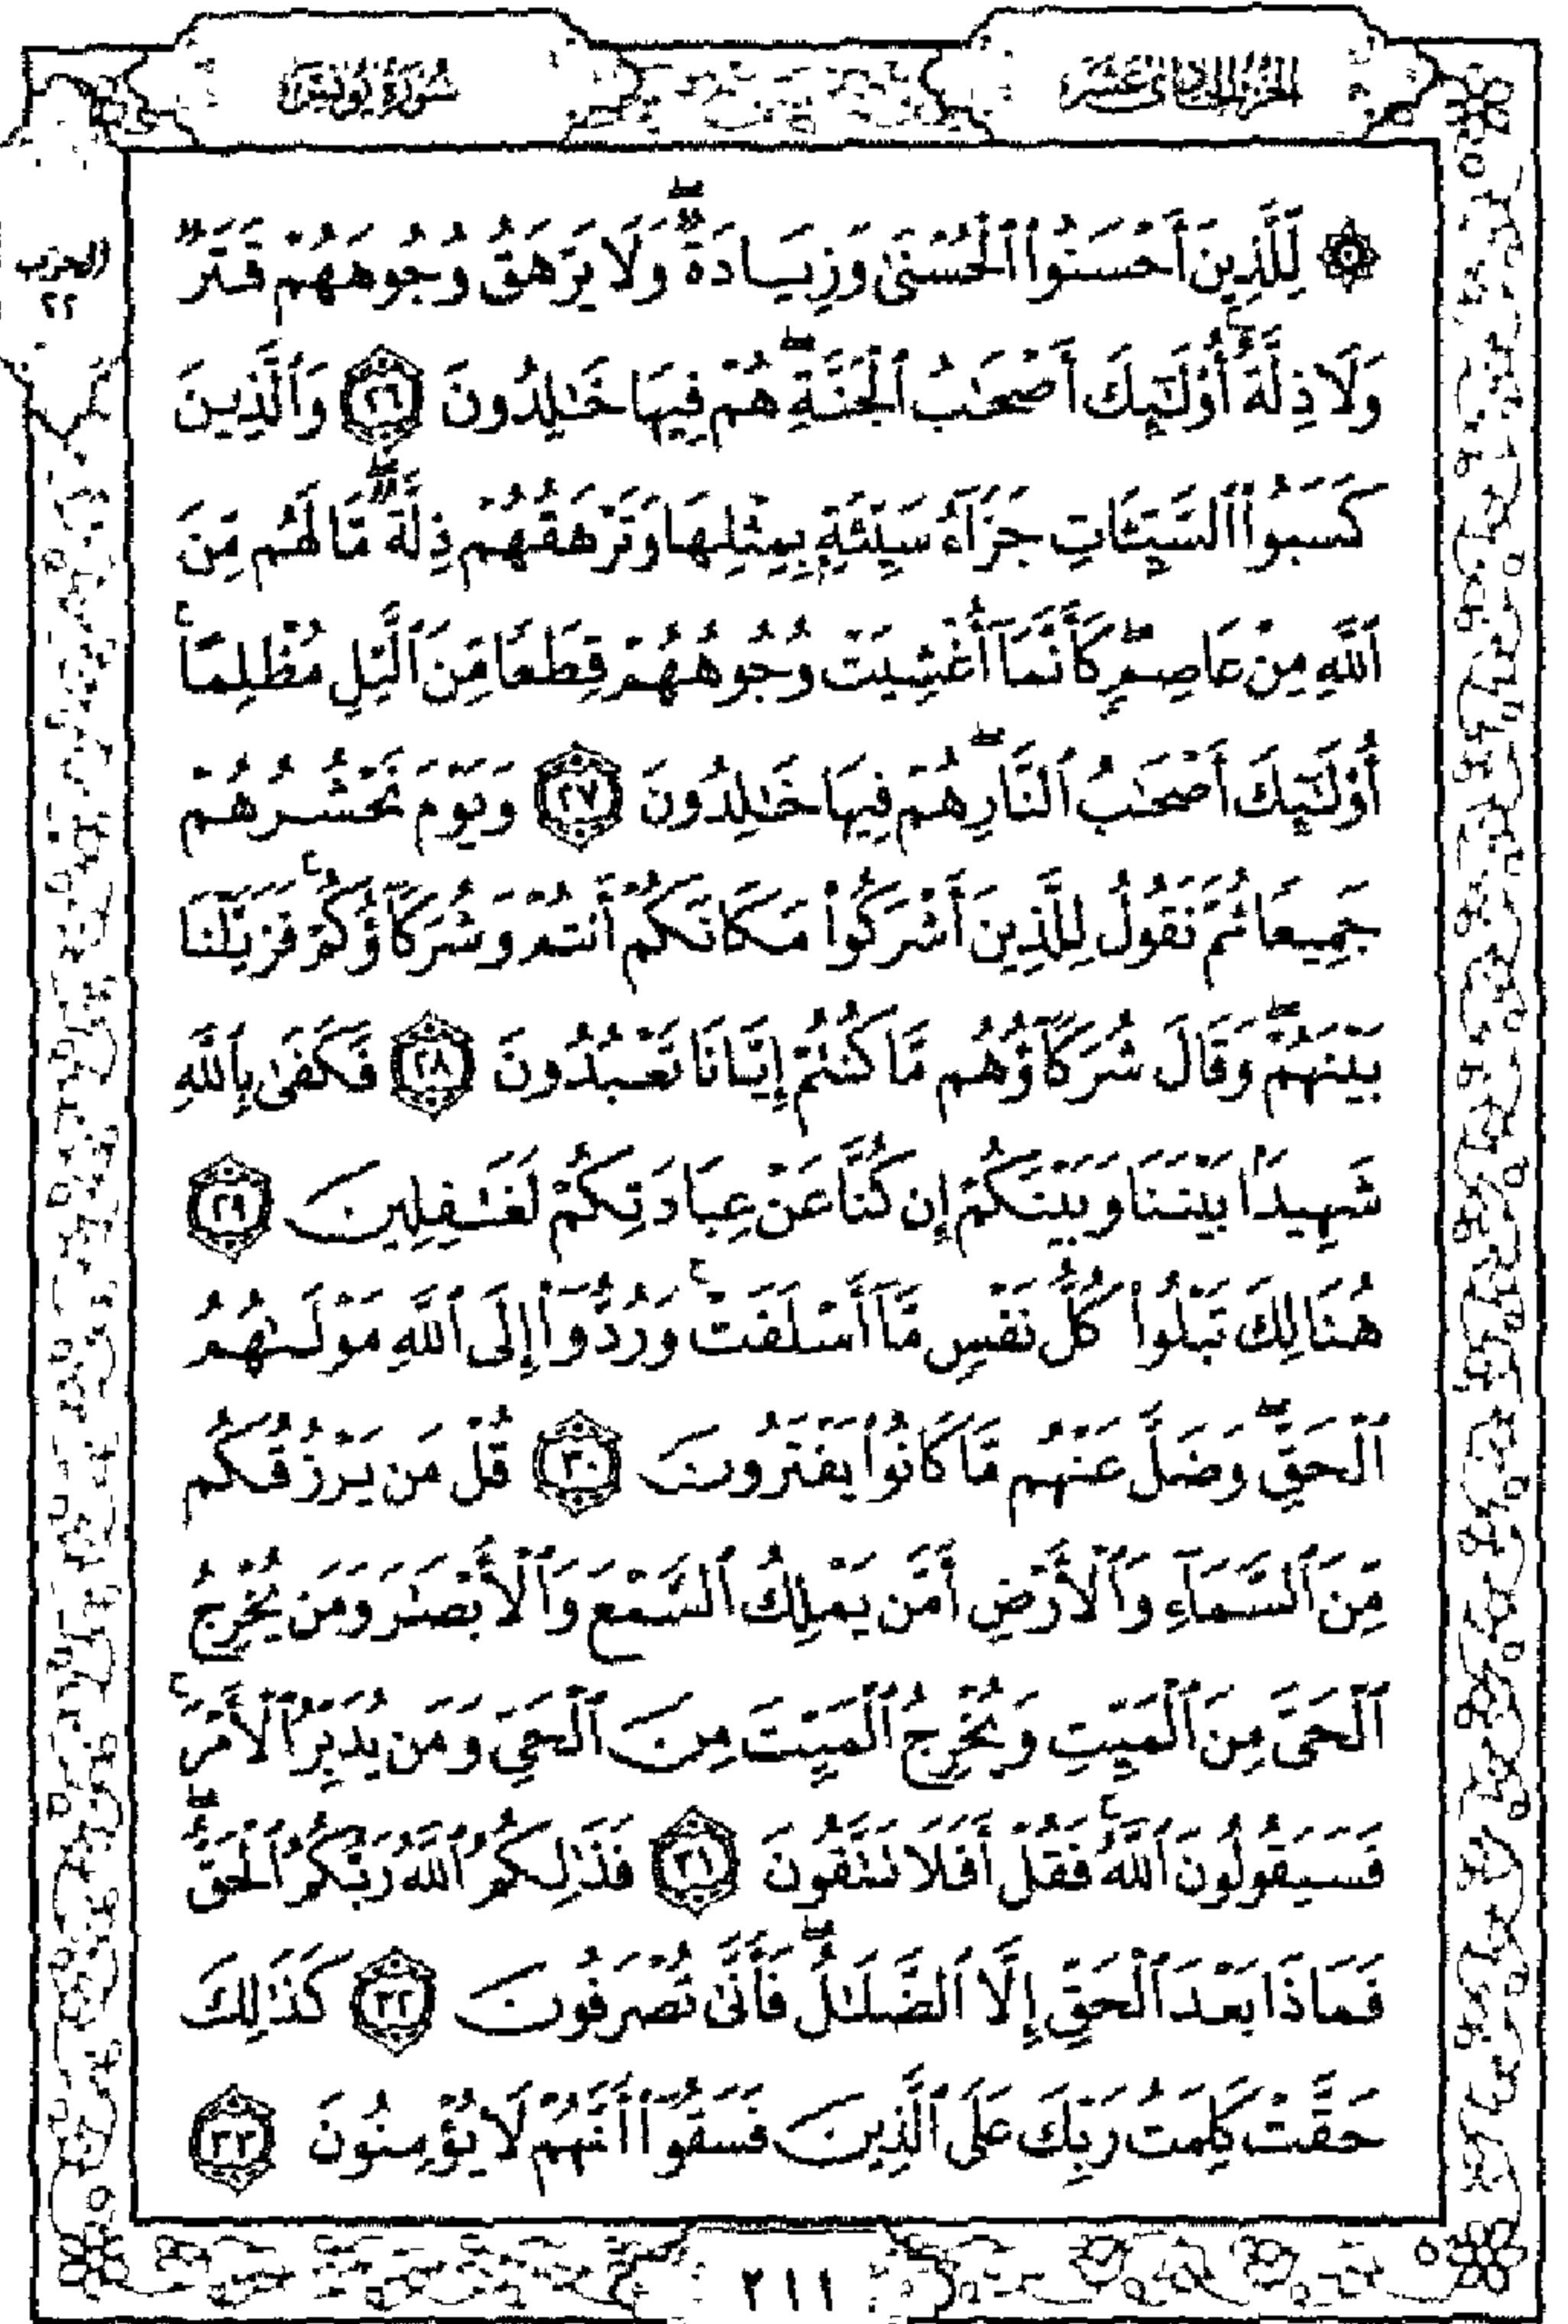 الجزء الحادي عشر
سورة يونس
الحزب
٢٢
۞ لِّلَّذِينَ أَحْسَنُوا۟ ٱلْحُسْنَىٰ وَزِيَادَةٌ ۖ وَلَا يَرْهَقُ وُجُوهَهُمْ قَتَرٌ
وَلَا ذِلَّةٌ ۚ أُو۟لَـٰٓئِكَ أَصْحَـٰبُ ٱلْجَنَّةِ ۖ هُمْ فِيهَا خَـٰلِدُونَ ٢٦ وَٱلَّذِينَ
كَسَبُوا۟ ٱلسَّيِّـَٔاتِ جَزَآءُ سَيِّئَةٍۭ بِمِثْلِهَا وَتَرْهَقُهُمْ ذِلَّةٌ ۖ مَّا لَهُم مِّنَ
ٱللَّهِ مِنْ عَاصِمٍ ۖ كَأَنَّمَآ أُغْشِيَتْ وُجُوهُهُمْ قِطَعًا مِّنَ ٱلَّيْلِ مُظْلِمًا ۚ
أُو۟لَـٰٓئِكَ أَصْحَـٰبُ ٱلنَّارِ ۖ هُمْ فِيهَا خَـٰلِدُونَ ٢٧ وَيَوْمَ نَحْشُرُهُمْ
جَمِيعًا ثُمَّ نَقُولُ لِلَّذِينَ أَشْرَكُوا۟ مَكَانَكُمْ أَنتُمْ وَشُرَكَآؤُكُمْ ۚ فَزَيَّلْنَا
بَيْنَهُمْ ۖ وَقَالَ شُرَكَآؤُهُم مَّا كُنتُمْ إِيَّانَا تَعْبُدُونَ ٢٨ فَكَفَىٰ بِٱللَّهِ
شَهِيدًۢا بَيْنَنَا وَبَيْنَكُمْ إِن كُنَّا عَنْ عِبَادَتِكُمْ لَغَـٰفِلِينَ ٢٩
هُنَالِكَ تَبْلُوا۟ كُلُّ نَفْسٍ مَّآ أَسْلَفَتْ ۚ وَرُدُّوٓا۟ إِلَى ٱللَّهِ مَوْلَىٰهُمُ
ٱلْحَقِّ ۖ وَضَلَّ عَنْهُم مَّا كَانُوا۟ يَفْتَرُونَ ٣٠ قُلْ مَن يَرْزُقُكُم
مِّنَ ٱلسَّمَآءِ وَٱلْأَرْضِ أَمَّن يَمْلِكُ ٱلسَّمْعَ وَٱلْأَبْصَـٰرَ وَمَن يُخْرِجُ
ٱلْحَىَّ مِنَ ٱلْمَيِّتِ وَيُخْرِجُ ٱلْمَيِّتَ مِنَ ٱلْحَىِّ وَمَن يُدَبِّرُ ٱلْأَمْرَ ۚ
فَسَيَقُولُونَ ٱللَّهُ ۚ فَقُلْ أَفَلَا تَتَّقُونَ ٣١ فَذَٰلِكُمُ ٱللَّهُ رَبُّكُمُ ٱلْحَقُّ ۖ
فَمَاذَا بَعْدَ ٱلْحَقِّ إِلَّا ٱلضَّلَـٰلُ ۖ فَأَنَّىٰ تُصْرَفُونَ ٣٢ كَذَٰلِكَ
حَقَّتْ كَلِمَتُ رَبِّكَ عَلَى ٱلَّذِينَ فَسَقُوٓا۟ أَنَّهُمْ لَا يُؤْمِنُونَ ٣٣
٢١١